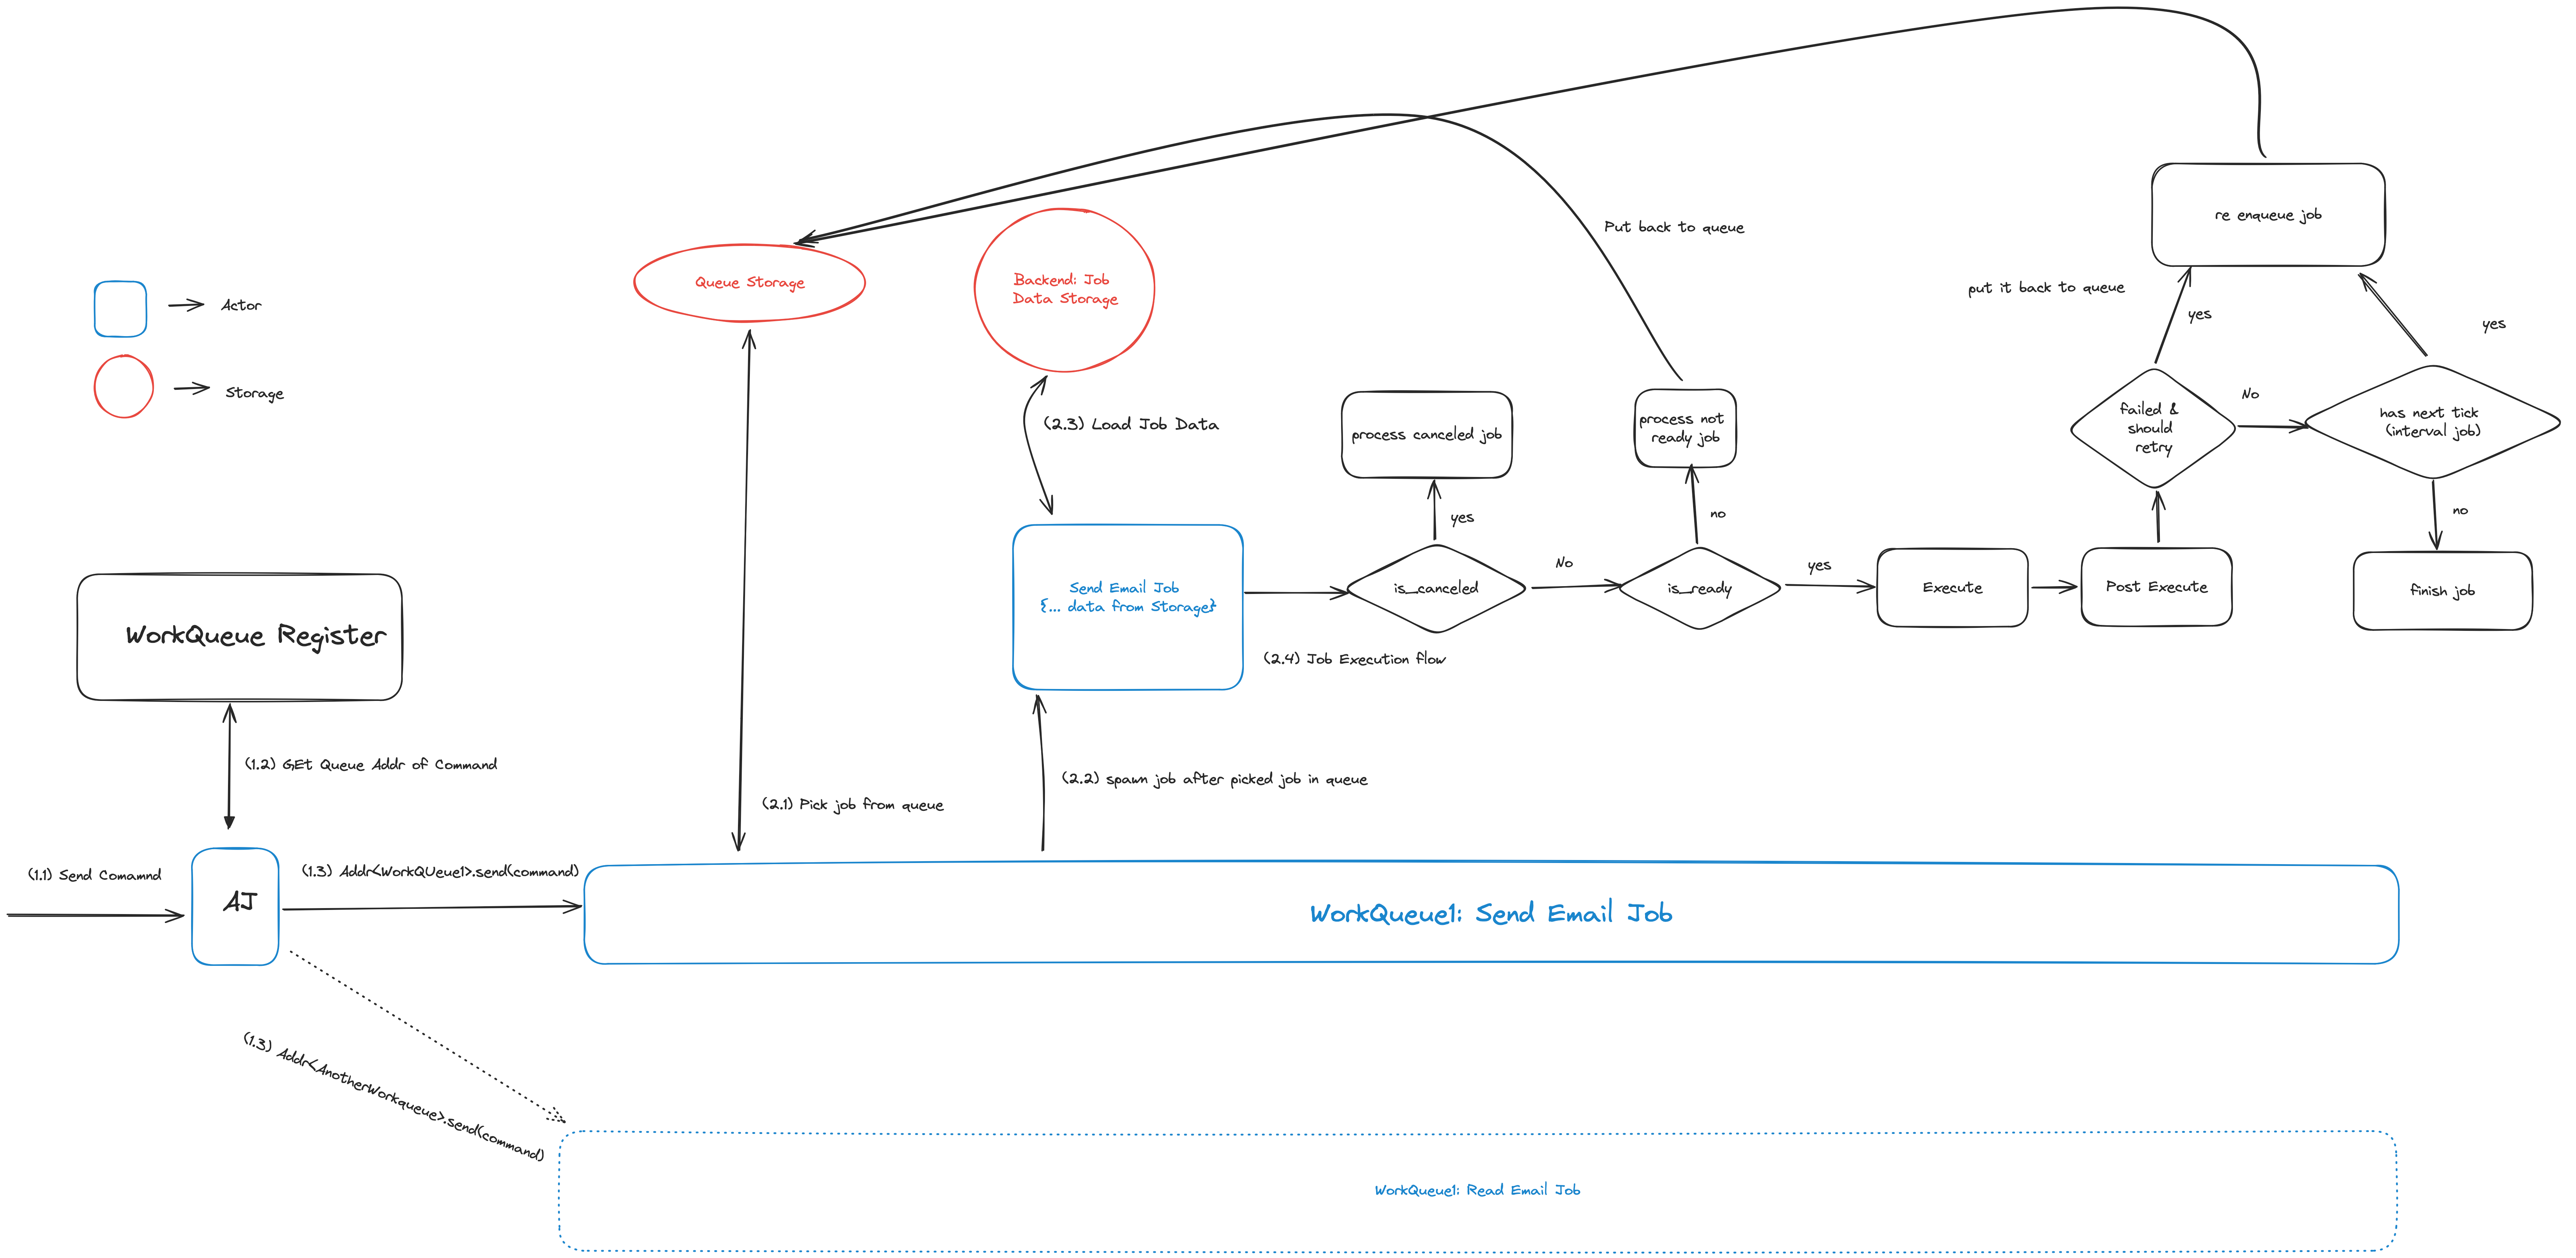 Put back to queue
re enqueue job
Queue Storage
Backend: Job
Data Storage
put it back to queue
yes
yes
Actor
Storage
(2.3) Load Job Data
process canceled job
process not
ready job
failed &
should
retry
No
has next tick
(interval job)
yes
no
no
Send Email Job
{... data from Storage}
is_canceled
No
is_ready
yes
Execute
Post Execute
finish job
(2.4) Job Execution flow
WorkQueue Register
(1.2) GEt Queue Addr of Command
(2.1) Pick job from queue
(2.2) spawn job after picked job in queue
(1.1) Send Comamnd
AJ
(1.3) Addr<WorkQUeue1>.send(command)
WorkQueue1: Send Email Job
(1.3) Addr<AnotherWorkqueue>.send(command)
WorkQueue1: Read Email Job